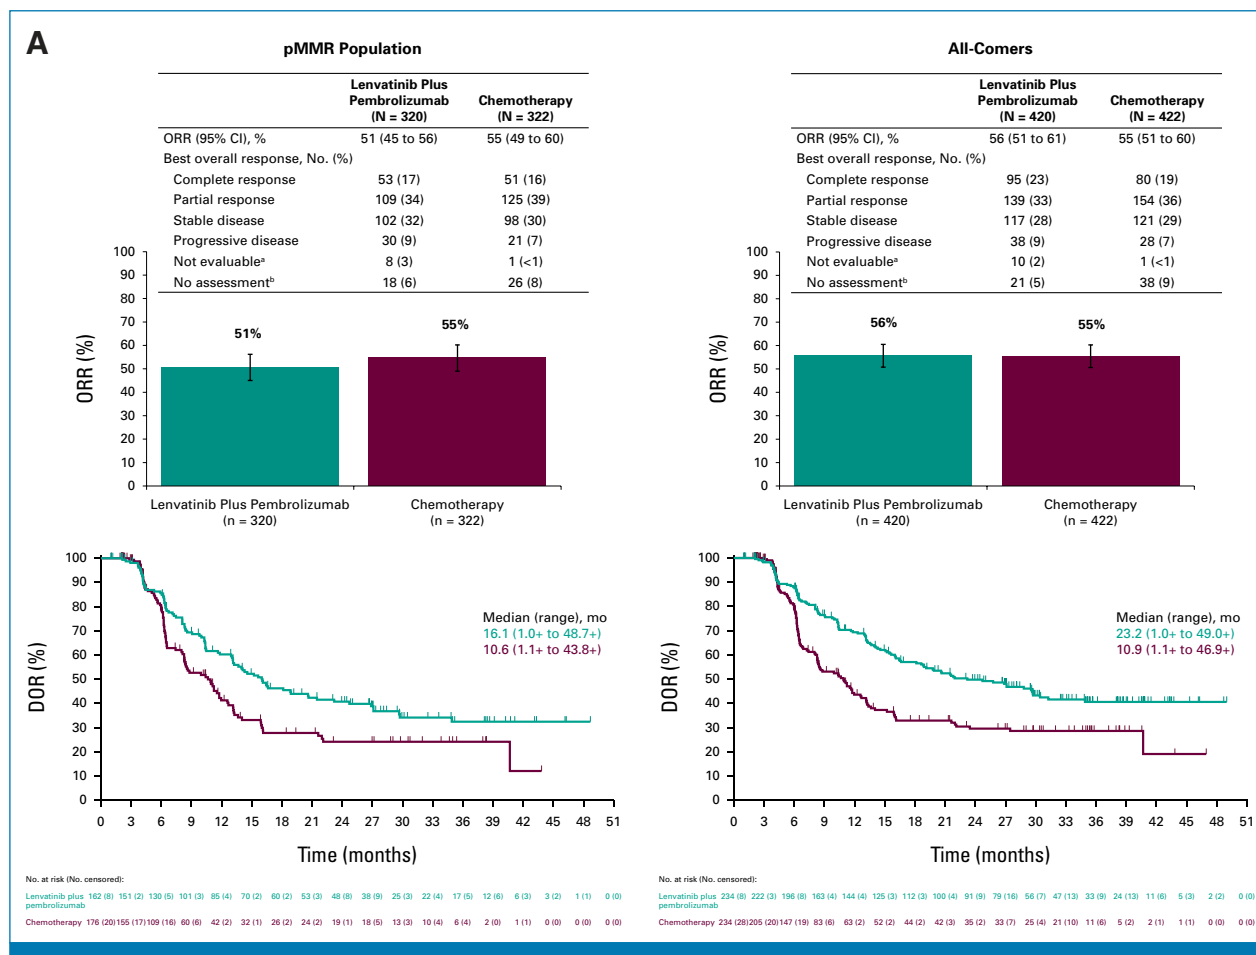 A
pMMR Population
Lenvatinib Plus Pembrolizumab (N = 320) Chemotherapy (N = 322)
ORR (95% CI), % 51 (45 to 56) 55 (49 to 60)
Best overall response, No. (%)
Complete response 53 (17) 51 (16)
Partial response 109 (34) 125 (39)
Stable disease 102 (32) 98 (30)
Progressive disease 30 (9) 21 (7)
Not evaluableᵃ 8 (3) 1 (<1)
No assessmentᵇ 18 (6) 26 (8)
ORR (%)
100
90
80
70
60
50
40
30
20
10
0
51%
55%
Lenvatinib Plus Pembrolizumab (n = 320)
Chemotherapy (n = 322)
All-Comers
Lenvatinib Plus Pembrolizumab (N = 420) Chemotherapy (N = 422)
ORR (95% CI), % 56 (51 to 61) 55 (51 to 60)
Best overall response, No. (%)
Complete response 95 (23) 80 (19)
Partial response 139 (33) 154 (36)
Stable disease 117 (28) 121 (29)
Progressive disease 38 (9) 28 (7)
Not evaluableᵃ 10 (2) 1 (<1)
No assessmentᵇ 21 (5) 38 (9)
ORR (%)
100
90
80
70
60
50
40
30
20
10
0
56%
55%
Lenvatinib Plus Pembrolizumab (n = 420)
Chemotherapy (n = 422)
DOR (%)
100
90
80
70
60
50
40
30
20
10
0
Median (range), mo
16.1 (1.0+ to 48.7+)
10.6 (1.1+ to 43.8+)
0 3 6 9 12 15 18 21 24 27 30 33 36 39 42 45 48 51
Time (months)
No. at risk (No. censored):
Lenvatinib plus pembrolizumab 162 (8) 151 (2) 130 (5) 101 (3) 85 (4) 70 (2) 60 (2) 53 (3) 48 (8) 38 (9) 25 (3) 22 (4) 17 (5) 12 (6) 6 (3) 3 (2) 1 (1) 0 (0)
Chemotherapy 176 (20) 155 (17) 109 (16) 60 (6) 42 (2) 32 (1) 26 (2) 24 (2) 19 (1) 18 (5) 13 (3) 10 (4) 6 (4) 2 (0) 1 (1) 0 (0) 0 (0) 0 (0)
DOR (%)
100
90
80
70
60
50
40
30
20
10
0
Median (range), mo
23.2 (1.0+ to 49.0+)
10.9 (1.1+ to 46.9+)
0 3 6 9 12 15 18 21 24 27 30 33 36 39 42 45 48 51
Time (months)
No. at risk (No. censored):
Lenvatinib plus pembrolizumab 234 (8) 222 (3) 196 (8) 163 (4) 144 (4) 125 (3) 112 (3) 100 (4) 91 (9) 79 (16) 56 (7) 47 (13) 33 (9) 24 (13) 11 (6) 5 (3) 2 (2) 0 (0)
Chemotherapy 234 (28) 205 (20) 147 (19) 83 (6) 63 (2) 52 (2) 44 (2) 42 (3) 35 (2) 33 (7) 25 (4) 21 (10) 11 (6) 5 (2) 2 (1) 1 (1) 0 (0) 0 (0)